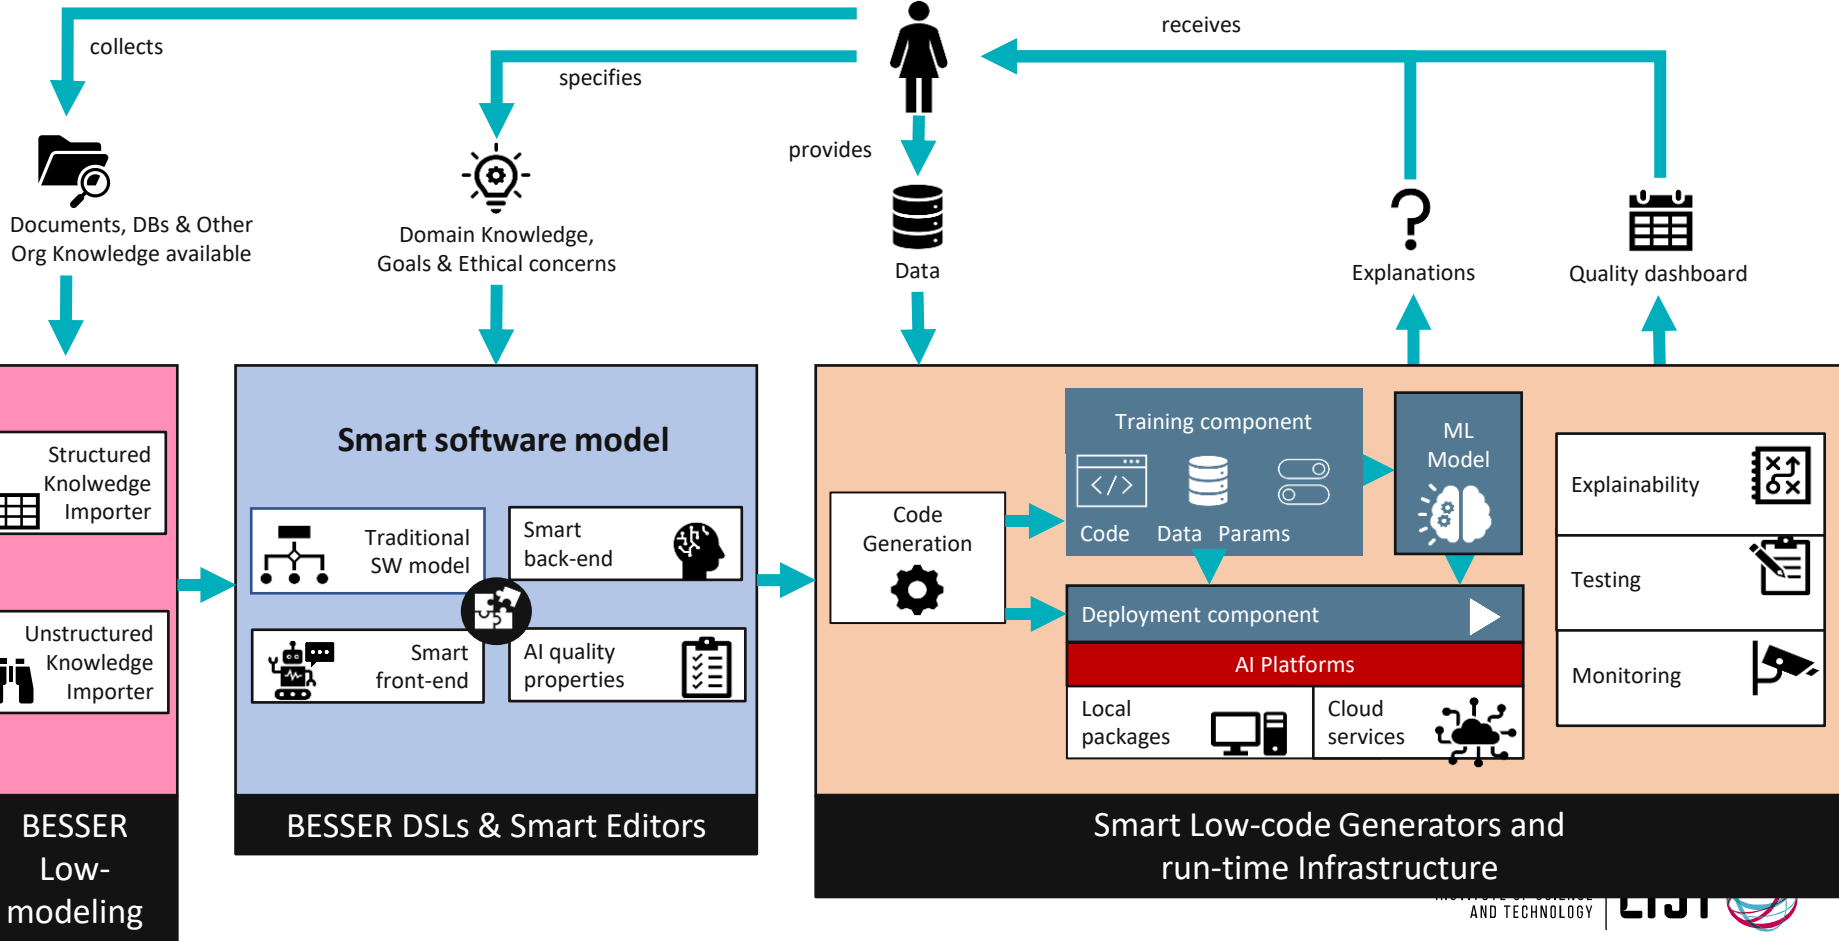 collects
specifies
provides
receives
Documents, DBs & Other
Org Knowledge available
Domain Knowledge,
Goals & Ethical concerns
Data
Explanations
Quality dashboard
Structured
Knolwedge
Importer
Unstructured
Knowledge
Importer
BESSER
Low-
modeling
Smart software model
Traditional
SW model
Smart
back-end
Smart
front-end
AI quality
properties
BESSER DSLs & Smart Editors
Code
Generation
Training component
</>
Code Data Params
ML
Model
Deployment component
AI Platforms
Local
packages
Cloud
services
Explainability
Testing
Monitoring
Smart Low-code Generators and
run-time Infrastructure
AND TECHNOLOGY